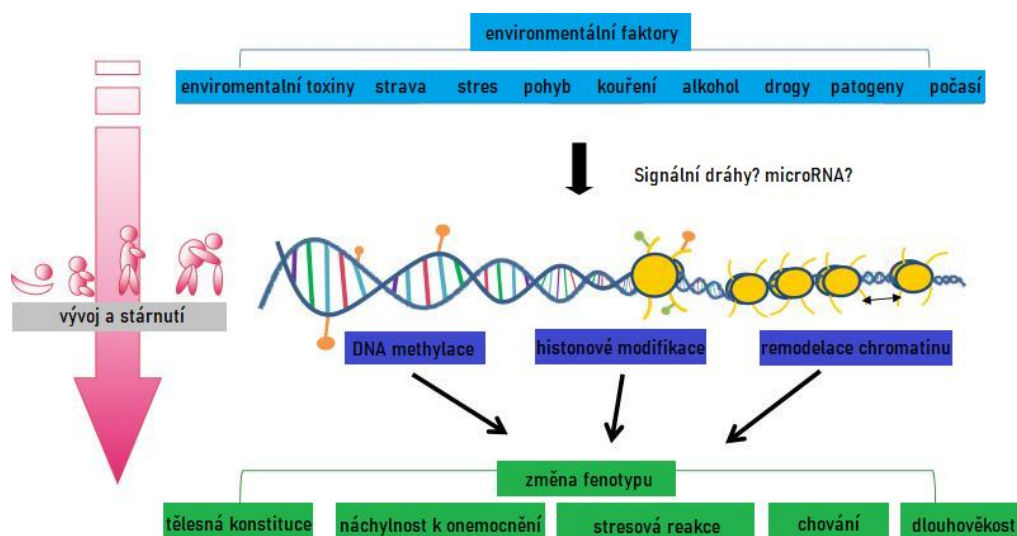 environmentální faktory
enviromentalní toxiny strava stres pohyb kouření alkohol drogy patogeny počasí
Signální dráhy? microRNA?
vývoj a stárnutí
DNA methylace histonové modifikace remodelace chromatinu
změna fenotypu
tělesná konstituce náchylnost k onemocnění stresová reakce chování dlouhověkost